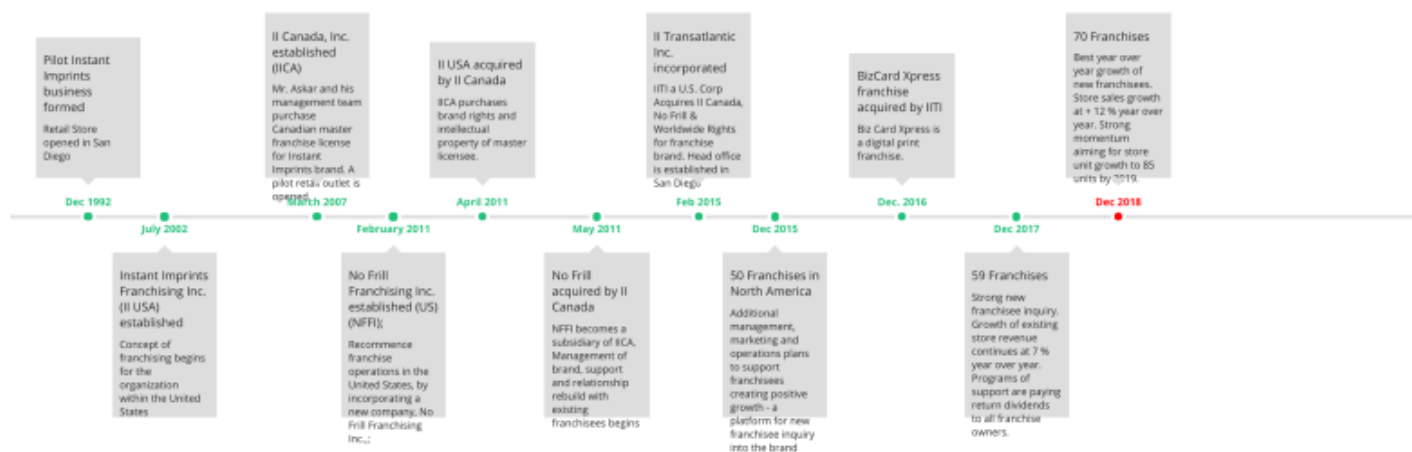 Pilot Instant
Imprints
business
formed
Retail Store
opened in San
Diego
Dec 1992
II Canada, Inc.
established
(IICA)
Mr. Askar and his
management team
purchase
Canadian master
franchise license
for Instant
Imprints brand. A
pilot retail outlet is
opened.
March 2007
II USA acquired
by II Canada
IICA purchases
brand rights and
intellectual
property of master
licensee.
April 2011
II Transatlantic
Inc.
incorporated
IITI a U.S. Corp
Acquires II Canada,
No Frill &
Worldwide Rights
for franchise
brand. Head office
is established in
San Diego
Feb 2015
BizCard Xpress
franchise
acquired by IITI
Biz Card Xpress is
a digital print
franchise.
Dec. 2016
70 Franchises
Best year over
year growth of
new franchisees.
Store sales growth
at + 12 % year over
year. Strong
momentum
aiming for store
unit growth to 85
units by 2019.
Dec 2018
July 2002
Instant Imprints
Franchising Inc.
(II USA)
established
Concept of
franchising begins
for the
organization
within the United
States
February 2011
No Frill
Franchising Inc.
established (US)
(NFFI);
Recommence
franchise
operations in the
United States, by
incorporating a
new company, No
Frill Franchising
Inc.,;
May 2011
No Frill
acquired by II
Canada
NFFI becomes a
subsidiary of IICA.
Management of
brand, support
and relationship
rebuild with
existing
franchisees begins
Dec 2015
50 Franchises in
North America
Additional
management,
marketing and
operations plans
to support
franchisees
creating positive
growth - a
platform for new
franchisee inquiry
into the brand
Dec 2017
59 Franchises
Strong new
franchisee inquiry.
Growth of existing
store revenue
continues at 7 %
year over year.
Programs of
support are paying
return dividends
to all franchise
owners.